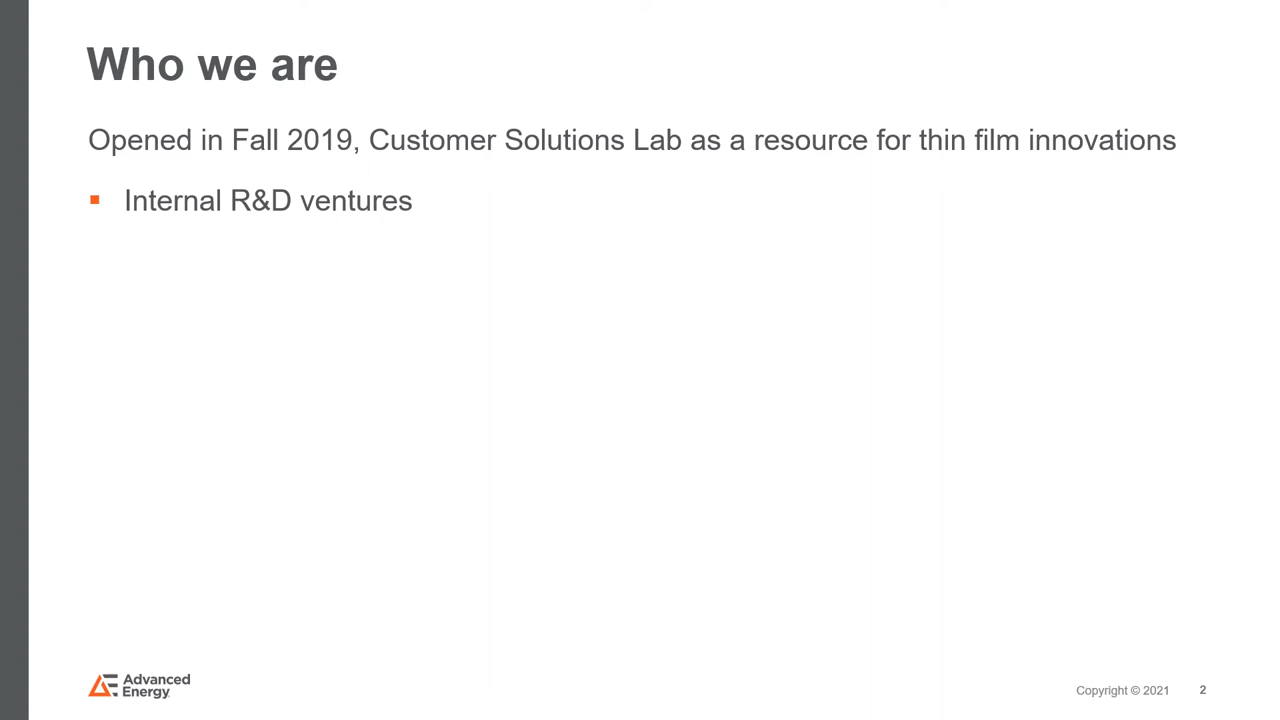 Who we are
Opened in Fall 2019, Customer Solutions Lab as a resource for thin film innovations
▪ Internal R&D ventures
Advanced
Energy
Copyright © 2021 2